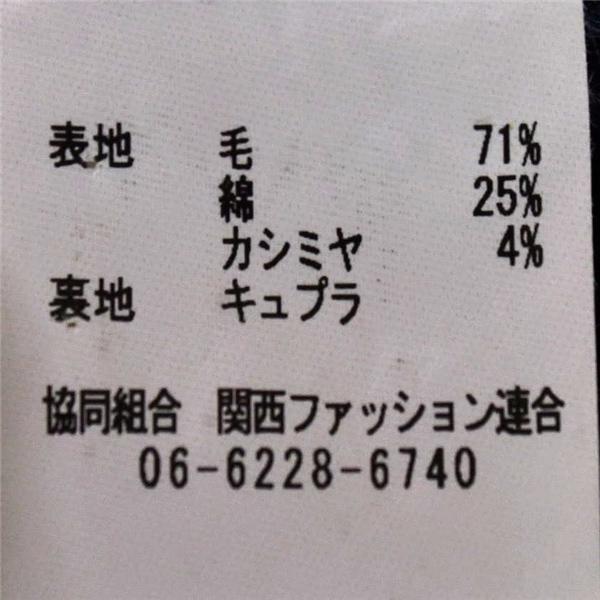 表地 毛 71%
綿 25%
カシミヤ 4%
裏地 キュプラ
協同組合 関西ファッション連合
06-6228-6740